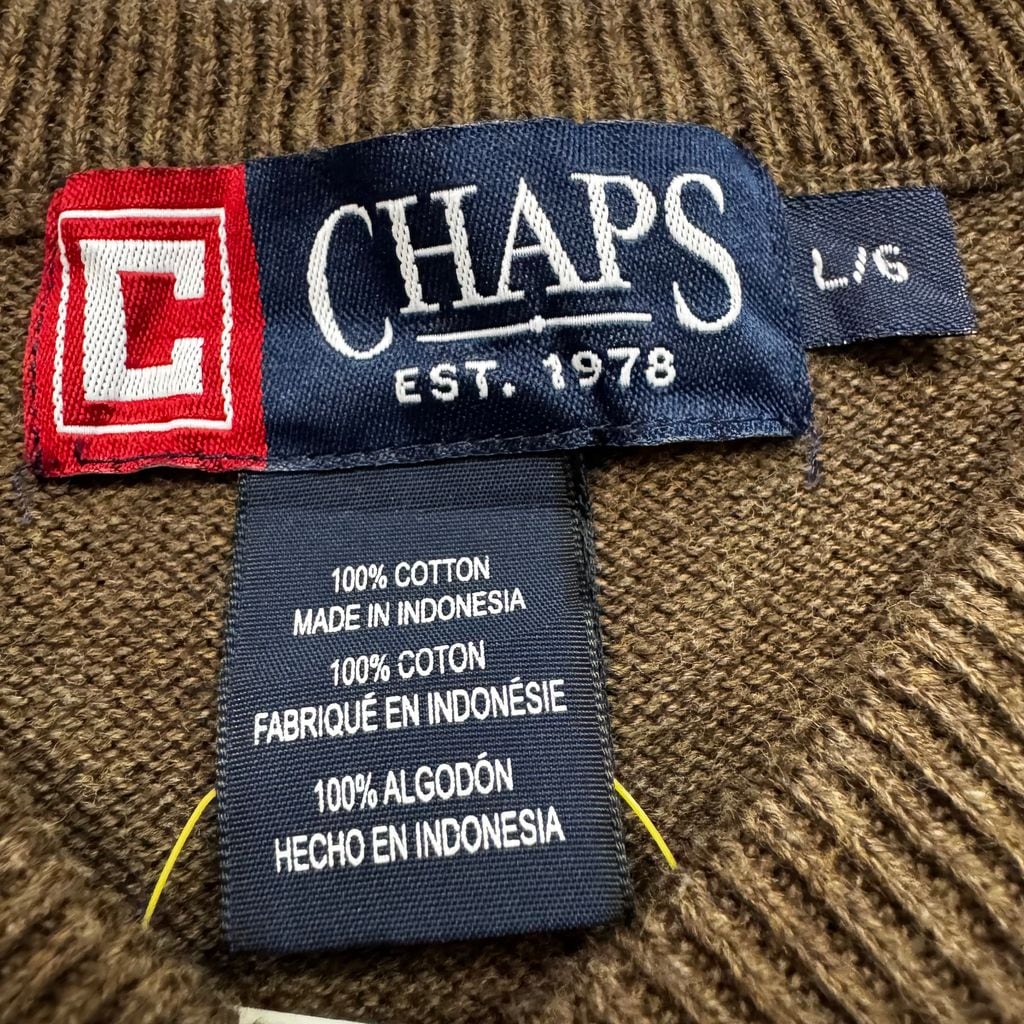 C
CHAPS
EST. 1978
L/G
100% COTTON
MADE IN INDONESIA
100% COTON
FABRIQUÉ EN INDONÉSIE
100% ALGODÓN
HECHO EN INDONESIA